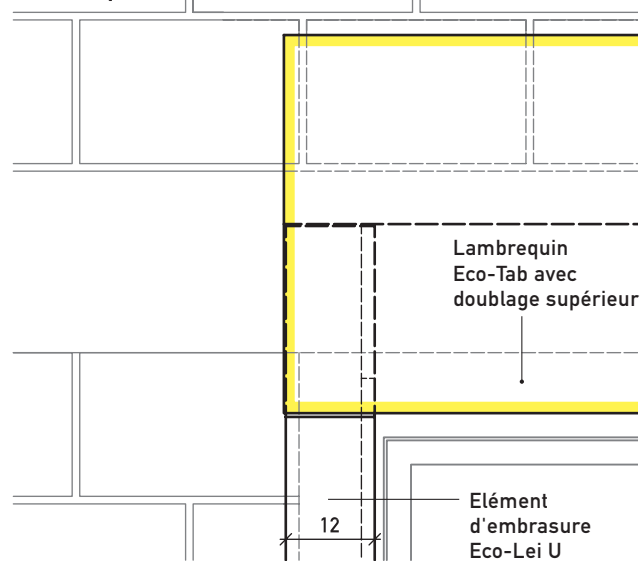 Lambrequin
Eco-Tab avec
doublage supérieur
12
Elément
d'embrasure
Eco-Lei U